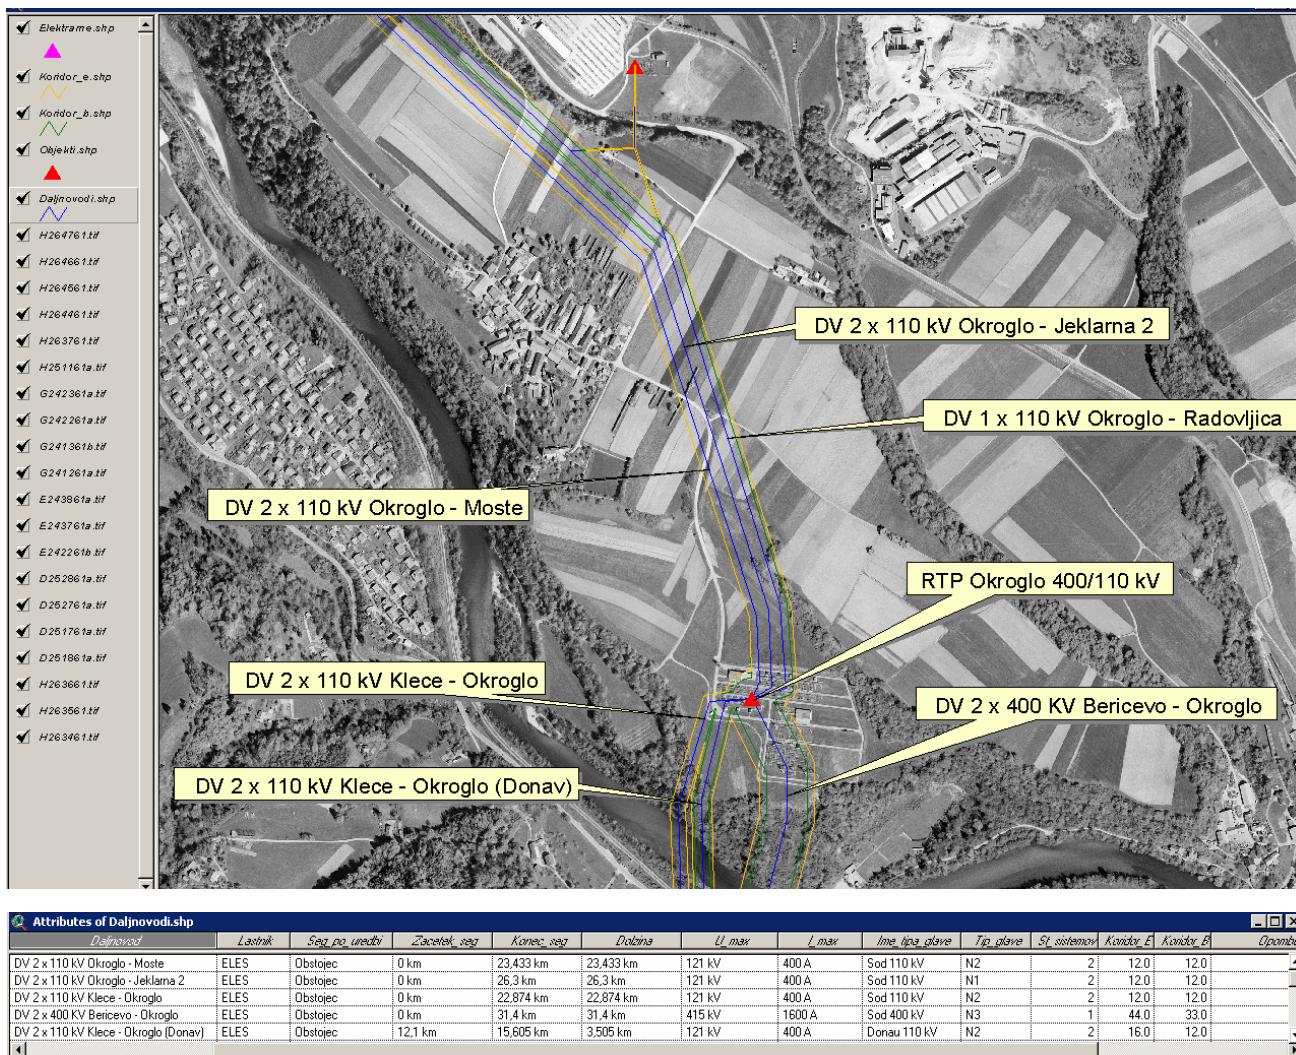 Elektrarne.shp
Koridor_e.shp
Koridor_b.shp
Objekti.shp
Daljnovodi.shp
H264761.tif
H264661.tif
H264561.tif
H264461.tif
H263761.tif
H251161a.tif
G242361a.tif
G242261a.tif
G241361b.tif
G241261a.tif
E243861a.tif
E243761a.tif
E242261b.tif
D252861a.tif
D252761a.tif
D251761a.tif
D251861a.tif
H263661.tif
H263561.tif
H263461.tif
DV 2 x 110 kV Okroglo - Jeklarna 2
DV 1 x 110 kV Okroglo - Radovljica
DV 2 x 110 kV Okroglo - Moste
RTP Okroglo 400/110 kV
DV 2 x 110 kV Klece - Okroglo
DV 2 x 400 KV Bericevo - Okroglo
DV 2 x 110 kV Klece - Okroglo (Donav)
Attributes of Daljnovodi.shp
Daljnovod Lastnik Seg_po_uredbi Zacetek_seg Konec_seg Dolzina U_max I_max Ime_tipa_glave Tip_glave St_sistemov Koridor_E Koridor_B Opomb
DV 2 x 110 kV Okroglo - Moste ELES Obstojec 0 km 23,433 km 23,433 km 121 kV 400 A Sod 110 kV N2 2 12.0 12.0
DV 2 x 110 kV Okroglo - Jeklarna 2 ELES Obstojec 0 km 26,3 km 26,3 km 121 kV 400 A Sod 110 kV N1 2 12.0 12.0
DV 2 x 110 kV Klece - Okroglo ELES Obstojec 0 km 22,874 km 22,874 km 121 kV 400 A Sod 110 kV N2 2 12.0 12.0
DV 2 x 400 KV Bericevo - Okroglo ELES Obstojec 0 km 31,4 km 31,4 km 415 kV 1600 A Sod 400 kV N3 1 44.0 33.0
DV 2 x 110 kV Klece - Okroglo (Donav) ELES Obstojec 12,1 km 15,605 km 3,505 km 121 kV 400 A Donau 110 kV N2 2 16.0 12.0